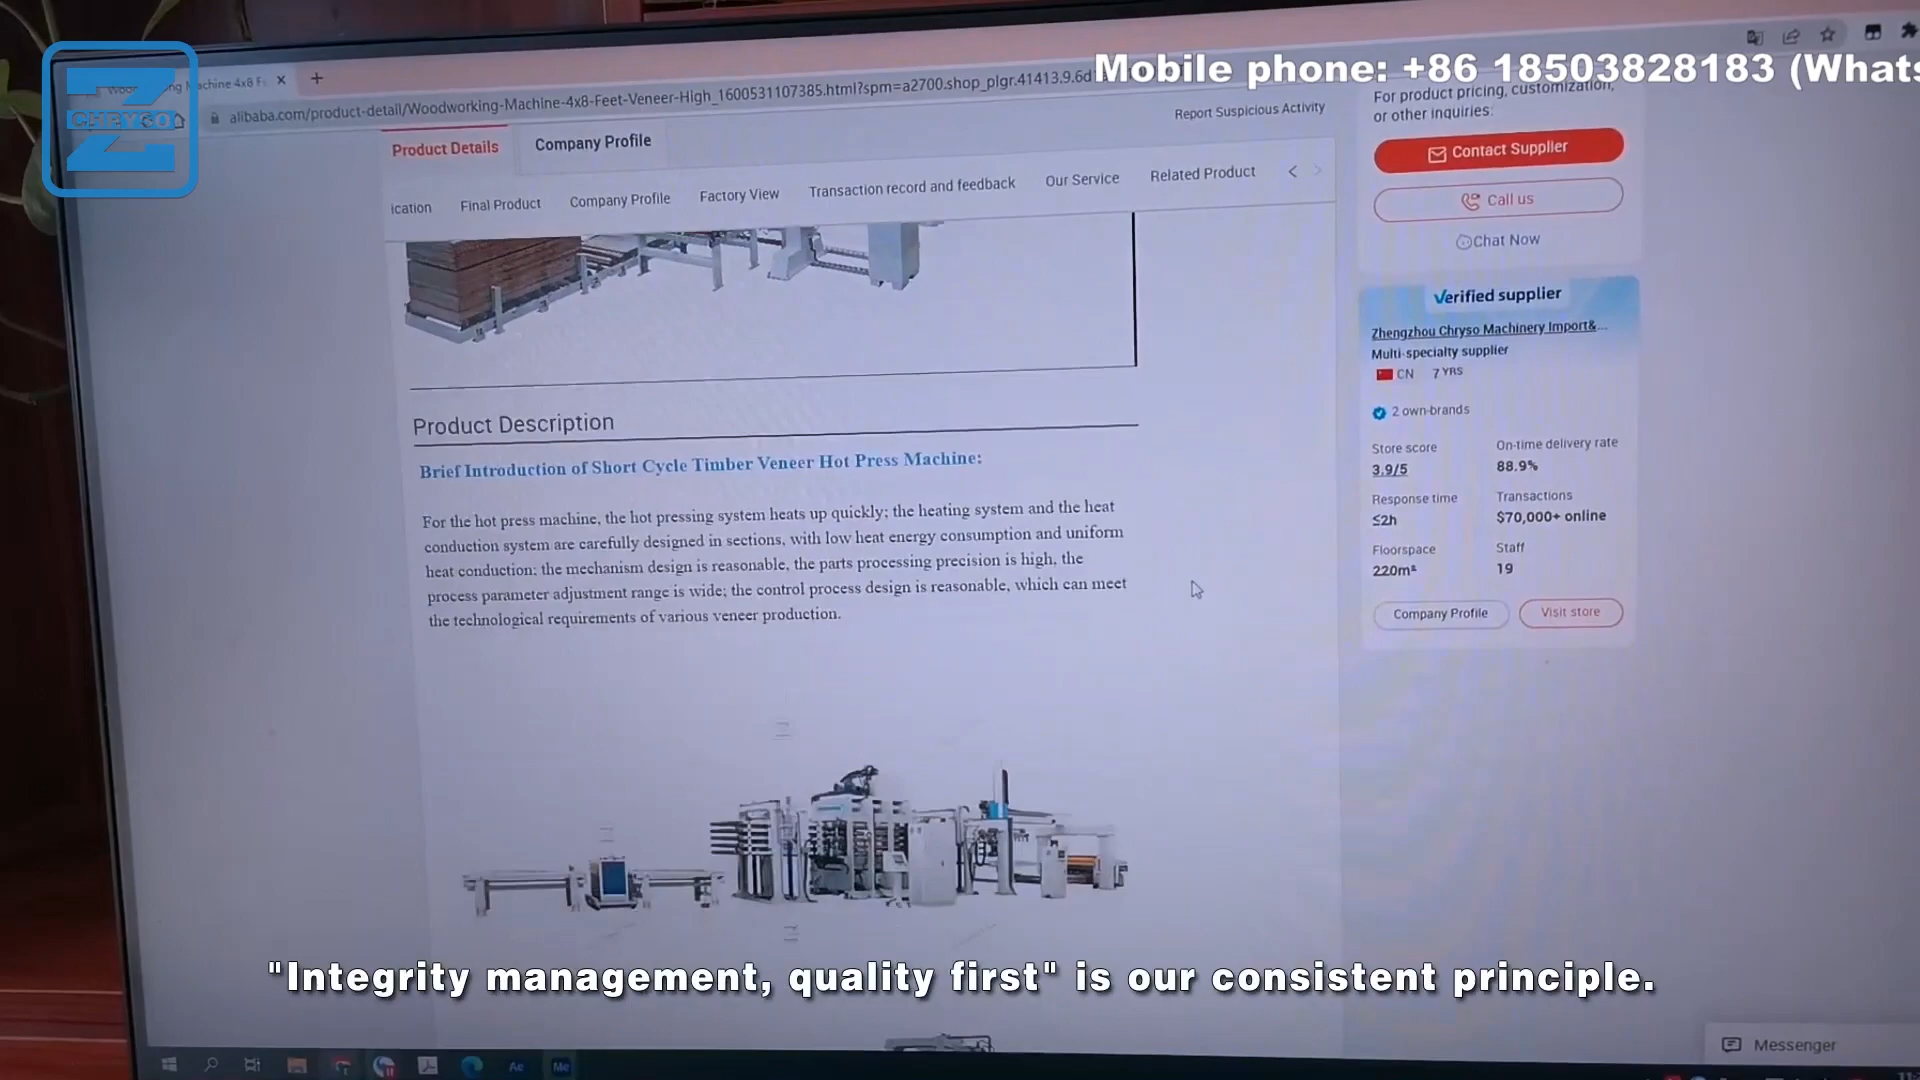 CHRYSO
Mobile phone: +86 18503828183 (Whats
achine 4x8 F
alibaba.com/product-detail/Woodworking-Machine-4x8-Feet-Veneer-High_1600531107385.html?spm=a2700.shop_plgr.41413.9.6d
Report Suspicious Activity
Product Details
Company Profile
ication
Final Product
Company Profile
Factory View
Transaction record and feedback
Our Service
Related Product
Product Description
Brief Introduction of Short Cycle Timber Veneer Hot Press Machine:
For the hot press machine, the hot pressing system heats up quickly; the heating system and the heat
conduction system are carefully designed in sections, with low heat energy consumption and uniform
heat conduction; the mechanism design is reasonable, the parts processing precision is high, the
process parameter adjustment range is wide; the control process design is reasonable, which can meet
the technological requirements of various veneer production.
For product pricing, customization,
or other inquiries:
Contact Supplier
Call us
Chat Now
Verified supplier
Zhengzhou Chryso Machinery Import&...
Multi-specialty supplier
CN 7 YRS
2 own-brands
Store score
3.9/5
On-time delivery rate
88.9%
Response time
≤2h
Transactions
$70,000+ online
Floorspace
220m²
Staff
19
Company Profile
Visit store
"Integrity management, quality first" is our consistent principle.
Messenger
Ae
Me